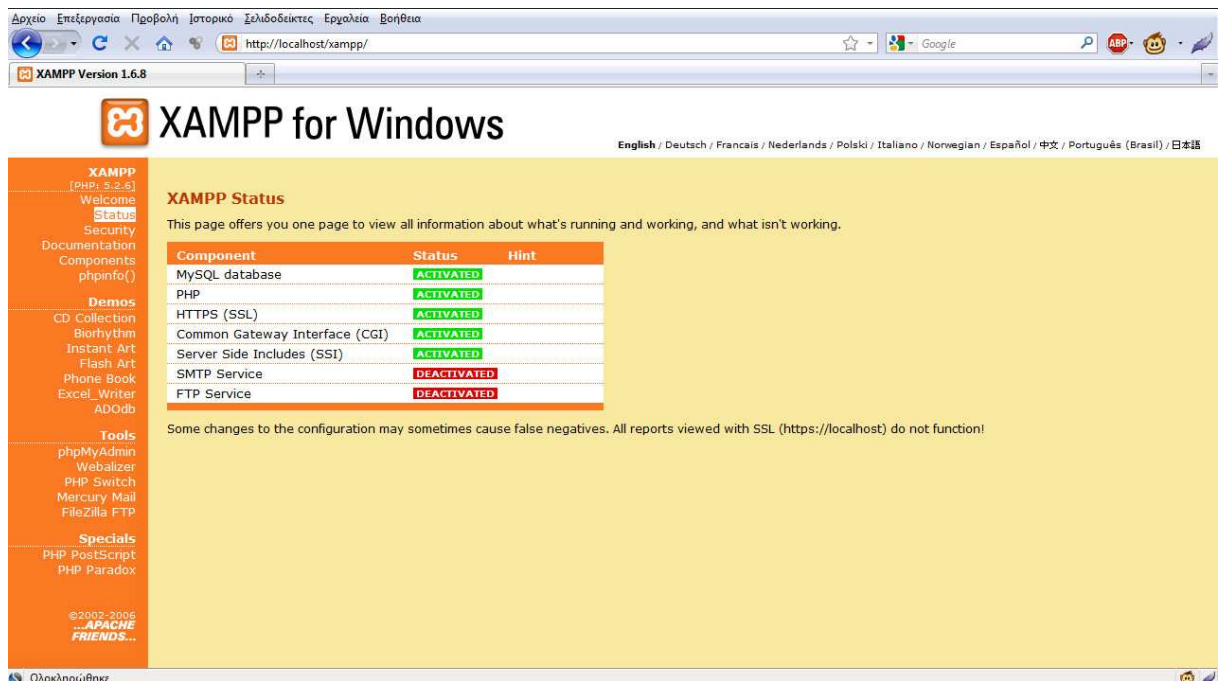 Αρχείο Επεξεργασία Προβολή Ιστορικό Σελιδοδείκτες Εργαλεία Βοήθεια
http://localhost/xampp/ Google ABP
XAMPP Version 1.6.8
XAMPP for Windows
English / Deutsch / Francais / Nederlands / Polski / Italiano / Norwegian / Español / 中文 / Português (Brasil) / 日本語
XAMPP
[PHP: 5.2.6]
Welcome
Status
Security
Documentation
Components
phpinfo()
Demos
CD Collection
Biorhythm
Instant Art
Flash Art
Phone Book
Excel_Writer
ADOdb
Tools
phpMyAdmin
Webalizer
PHP Switch
Mercury Mail
FileZilla FTP
Specials
PHP PostScript
PHP Paradox
©2002-2006
...APACHE
FRIENDS...
XAMPP Status
This page offers you one page to view all information about what's running and working, and what isn't working.
Component Status Hint
MySQL database ACTIVATED
PHP ACTIVATED
HTTPS (SSL) ACTIVATED
Common Gateway Interface (CGI) ACTIVATED
Server Side Includes (SSI) ACTIVATED
SMTP Service DEACTIVATED
FTP Service DEACTIVATED
Some changes to the configuration may sometimes cause false negatives. All reports viewed with SSL (https://localhost) do not function!
Ολοκληρώθηκε